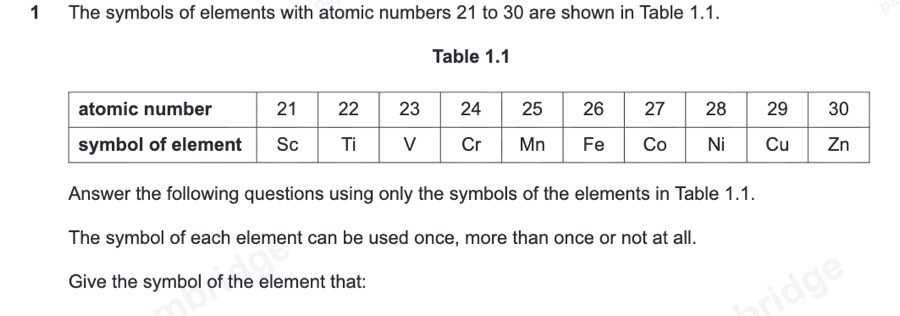 1 The symbols of elements with atomic numbers 21 to 30 are shown in Table 1.1.
Table 1.1
atomic number 21 22 23 24 25 26 27 28 29 30
symbol of element Sc Ti V Cr Mn Fe Co Ni Cu Zn
Answer the following questions using only the symbols of the elements in Table 1.1.
The symbol of each element can be used once, more than once or not at all.
Give the symbol of the element that:
mbridge
bridge